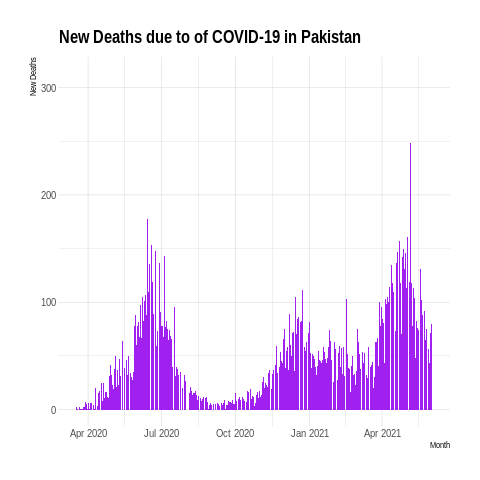 New Deaths due to of COVID-19 in Pakistan
New Deaths
300
200
100
0
Apr 2020 Jul 2020 Oct 2020 Jan 2021 Apr 2021
Month